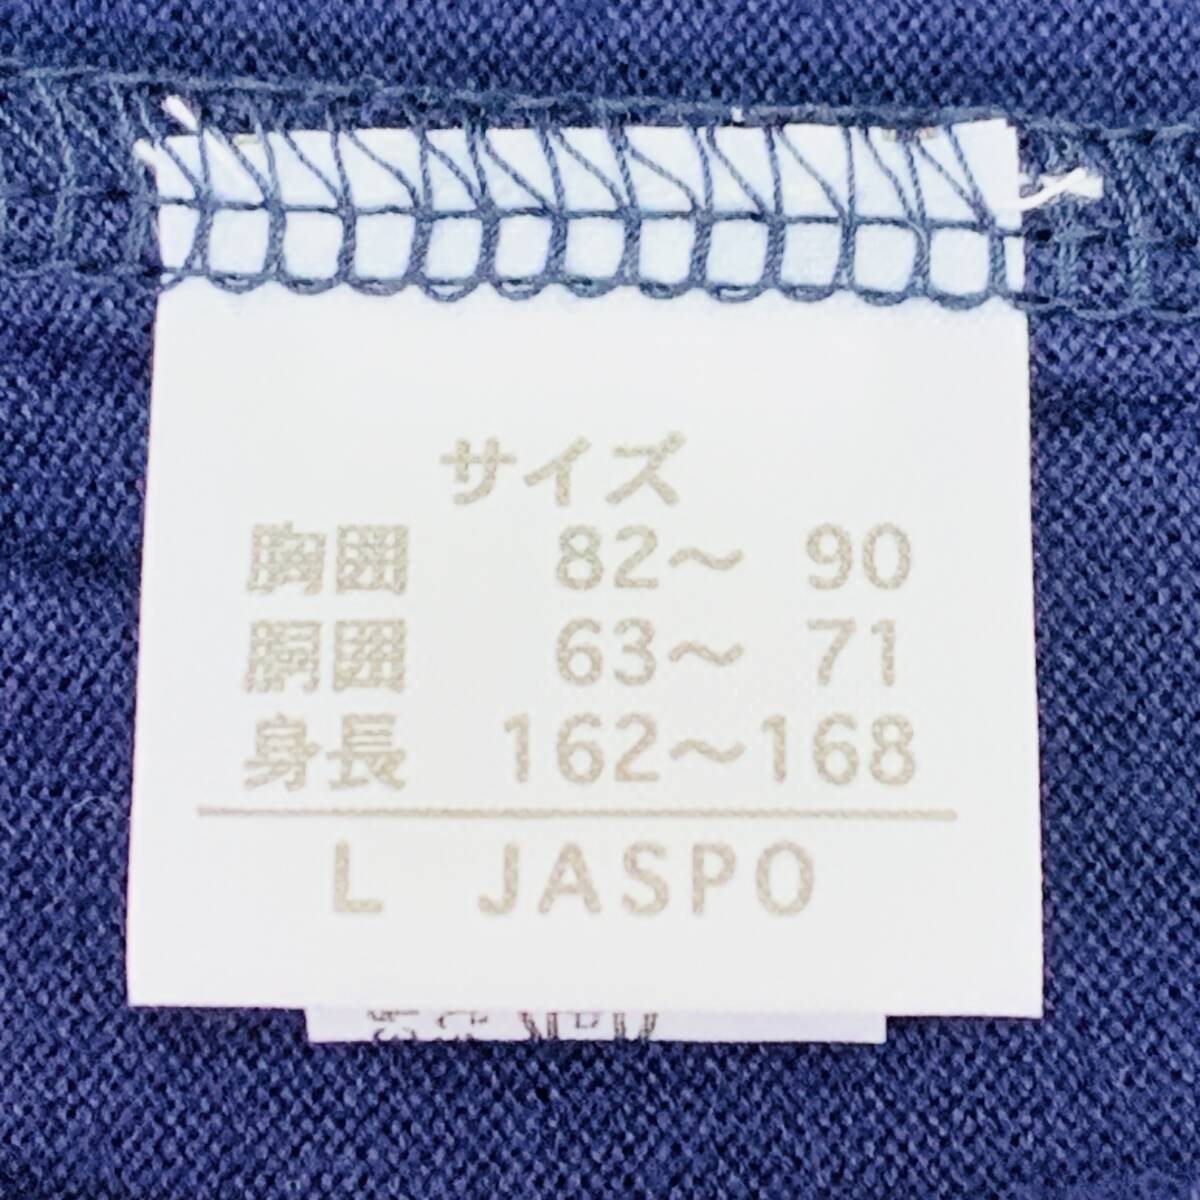 サイズ
胸囲 82～ 90
胴囲 63～ 71
身長 162～168
L JASPO